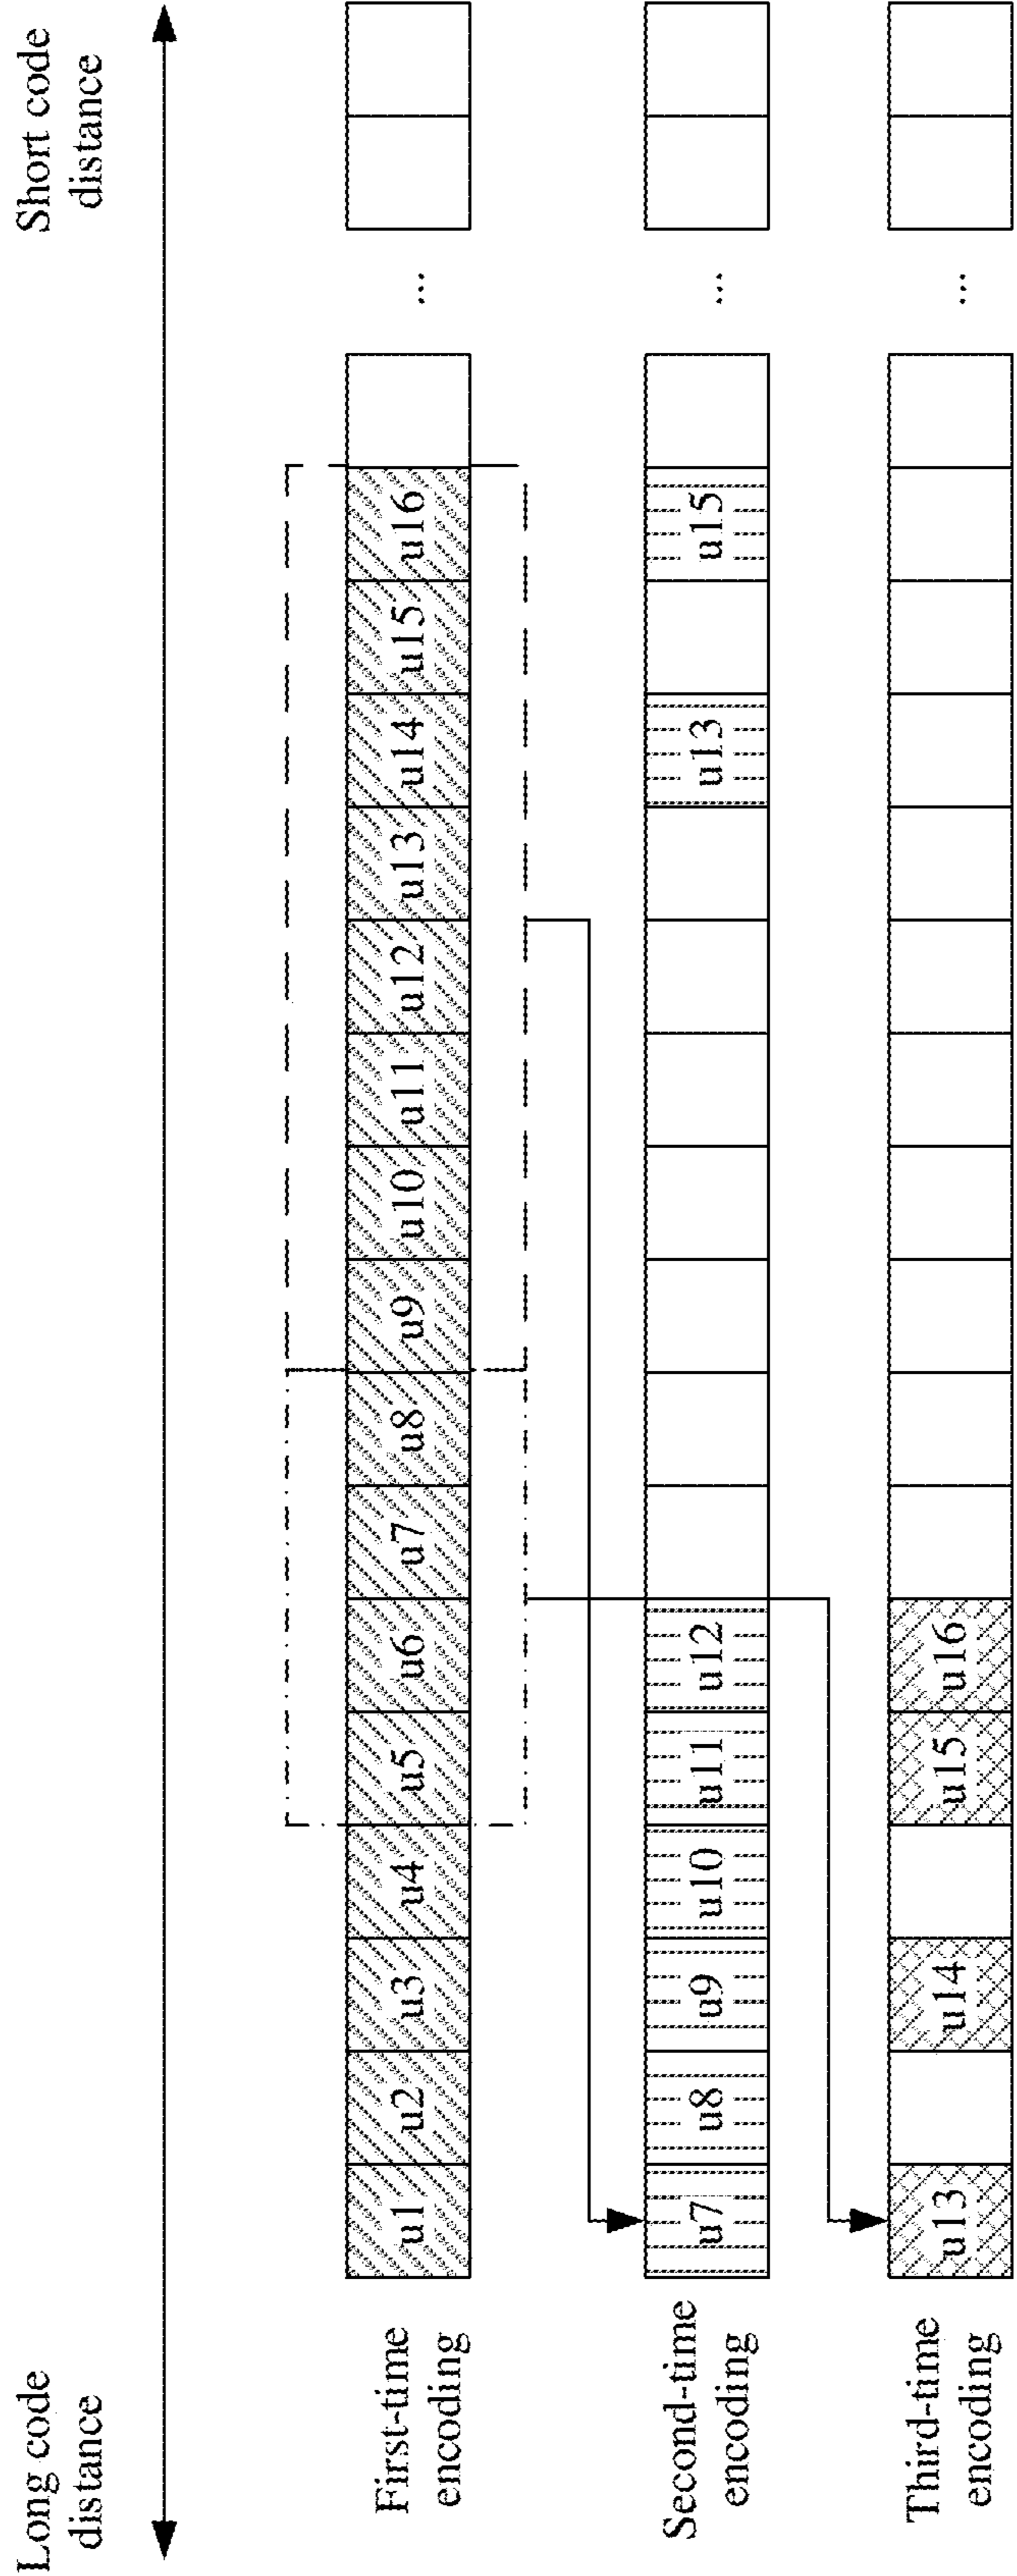 Long code
distance
Short code
distance
First-time
encoding
u1 u2 u3 u4 u5 u6 u7 u8 u9 u10 u11 u12 u13 u14 u15 u16 ...
Second-time
encoding
u7 u8 u9 u10 u11 u12 u13 u15 ...
Third-time
encoding
u13 u14 u15 u16 ...